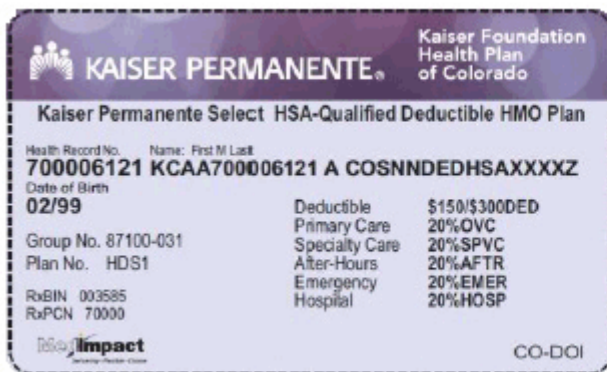 KAISER PERMANENTE®
Kaiser Foundation
Health Plan
of Colorado
Kaiser Permanente Select HSA-Qualified Deductible HMO Plan
Health Record No. Name: First M Last
700006121 KCAA700006121 A COSNNDEDHSAXXXXZ
Date of Birth
02/99
Group No. 87100-031
Plan No. HDS1
RxBIN 003585
RxPCN 70000
Deductible $150/$300DED
Primary Care 20%OVC
Specialty Care 20%SPVC
After-Hours 20%AFTR
Emergency 20%EMER
Hospital 20%HOSP
MedImpact
CO-DOI